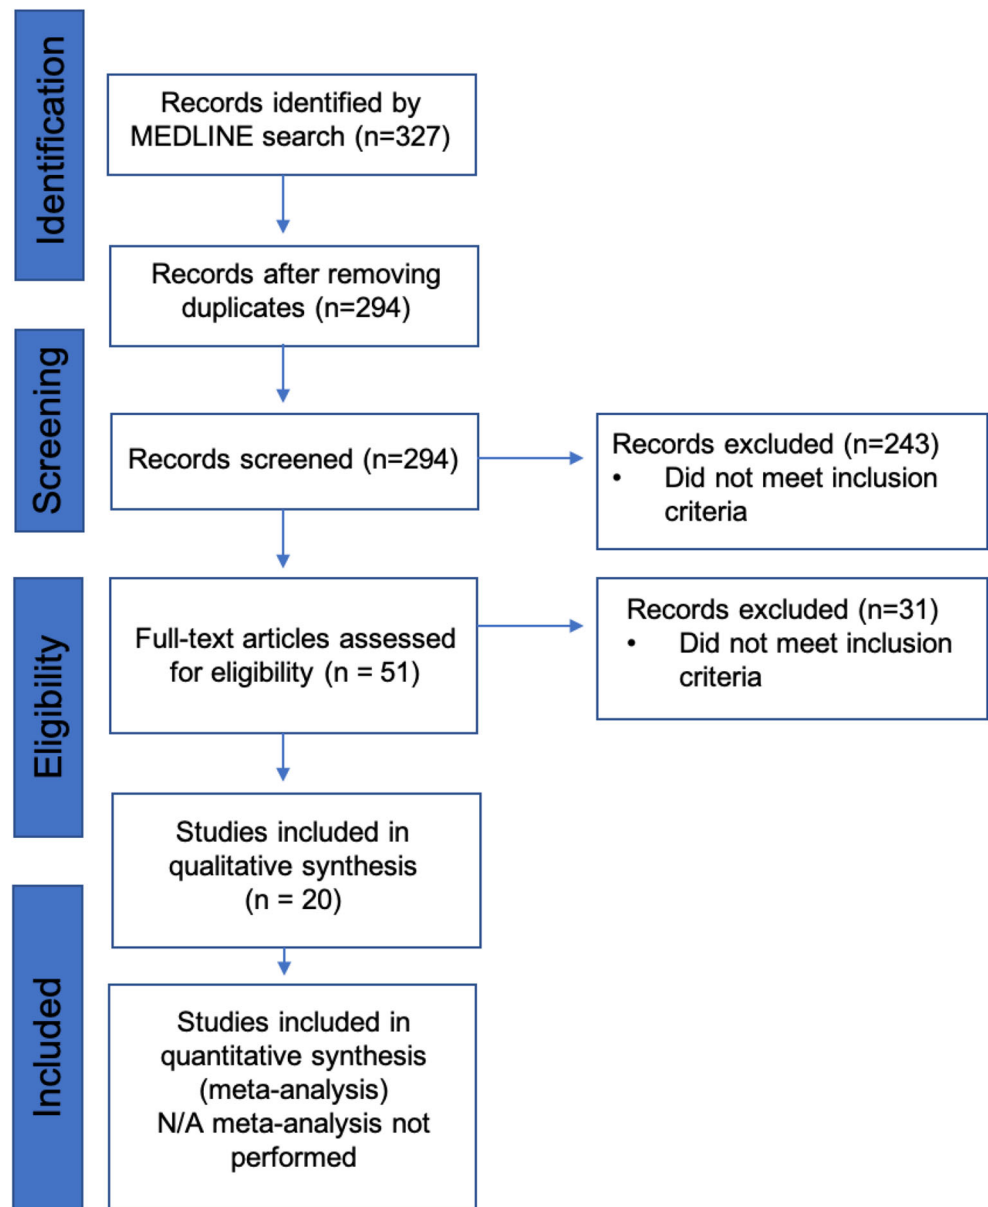 Identification
Records identified by
MEDLINE search (n=327)
Records after removing
duplicates (n=294)
Screening
Records screened (n=294)
Records excluded (n=243)
• Did not meet inclusion
criteria
Eligibility
Full-text articles assessed
for eligibility (n = 51)
Records excluded (n=31)
• Did not meet inclusion
criteria
Studies included in
qualitative synthesis
(n = 20)
Included
Studies included in
quantitative synthesis
(meta-analysis)
N/A meta-analysis not
performed